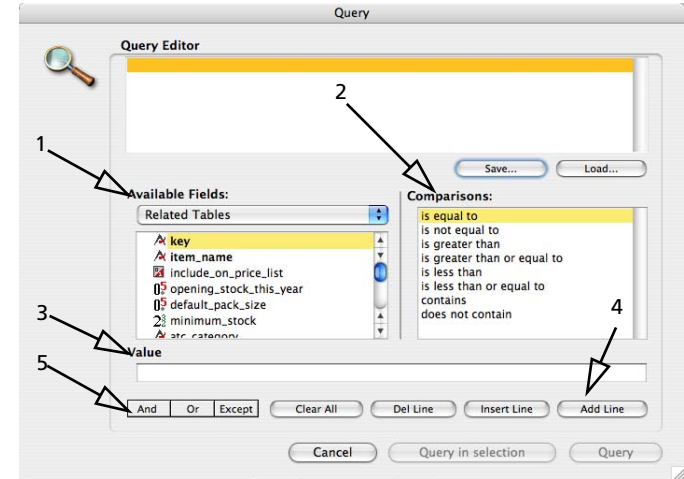 Query
Query Editor
2
1
Save...
Load...
Available Fields:
Comparisons:
Related Tables
key
item_name
include_on_price_list
opening_stock_this_year
default_pack_size
minimum_stock
atc_category
is equal to
is not equal to
is greater than
is greater than or equal to
is less than
is less than or equal to
contains
does not contain
4
3
Value
5
And Or Except Clear All Del Line Insert Line Add Line
Cancel Query in selection Query